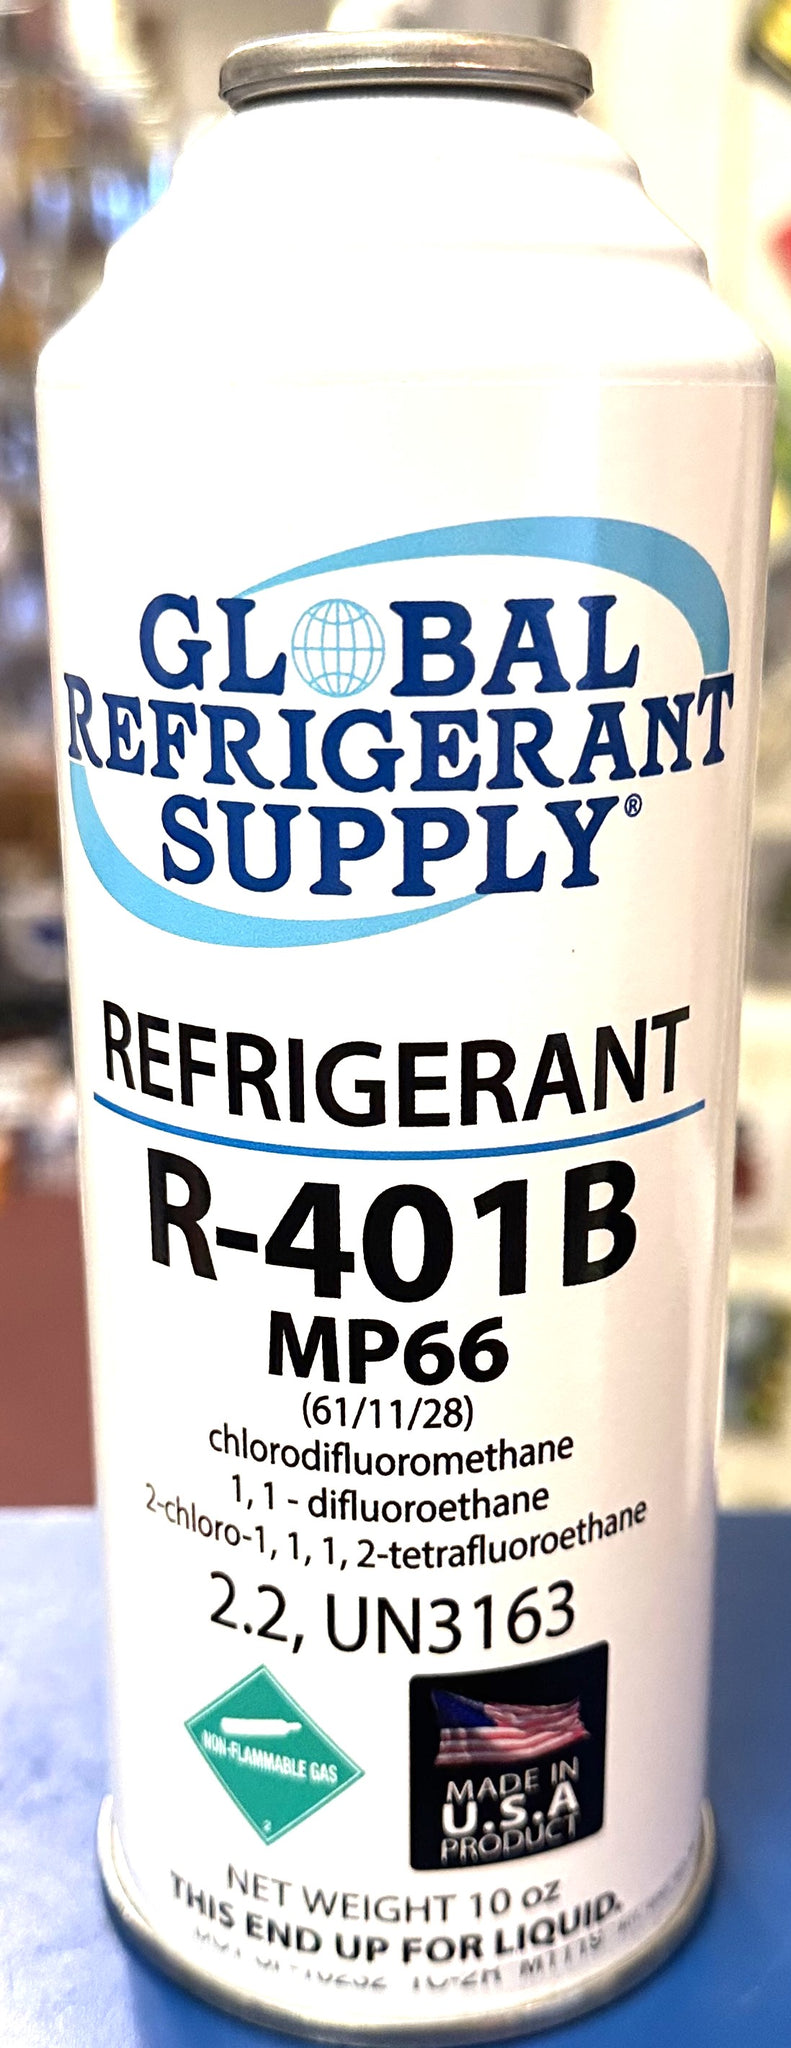 GLOBAL
REFRIGERANT
SUPPLY®
REFRIGERANT
R-401B
MP66
(61/11/28)
chlorodifluoromethane
1, 1 - difluoroethane
2-chloro-1, 1, 1, 2-tetrafluoroethane
2.2, UN3163
NON-FLAMMABLE GAS
2
MADE IN
U.S.A
PRODUCT
NET WEIGHT 10 oz
THIS END UP FOR LIQUID.